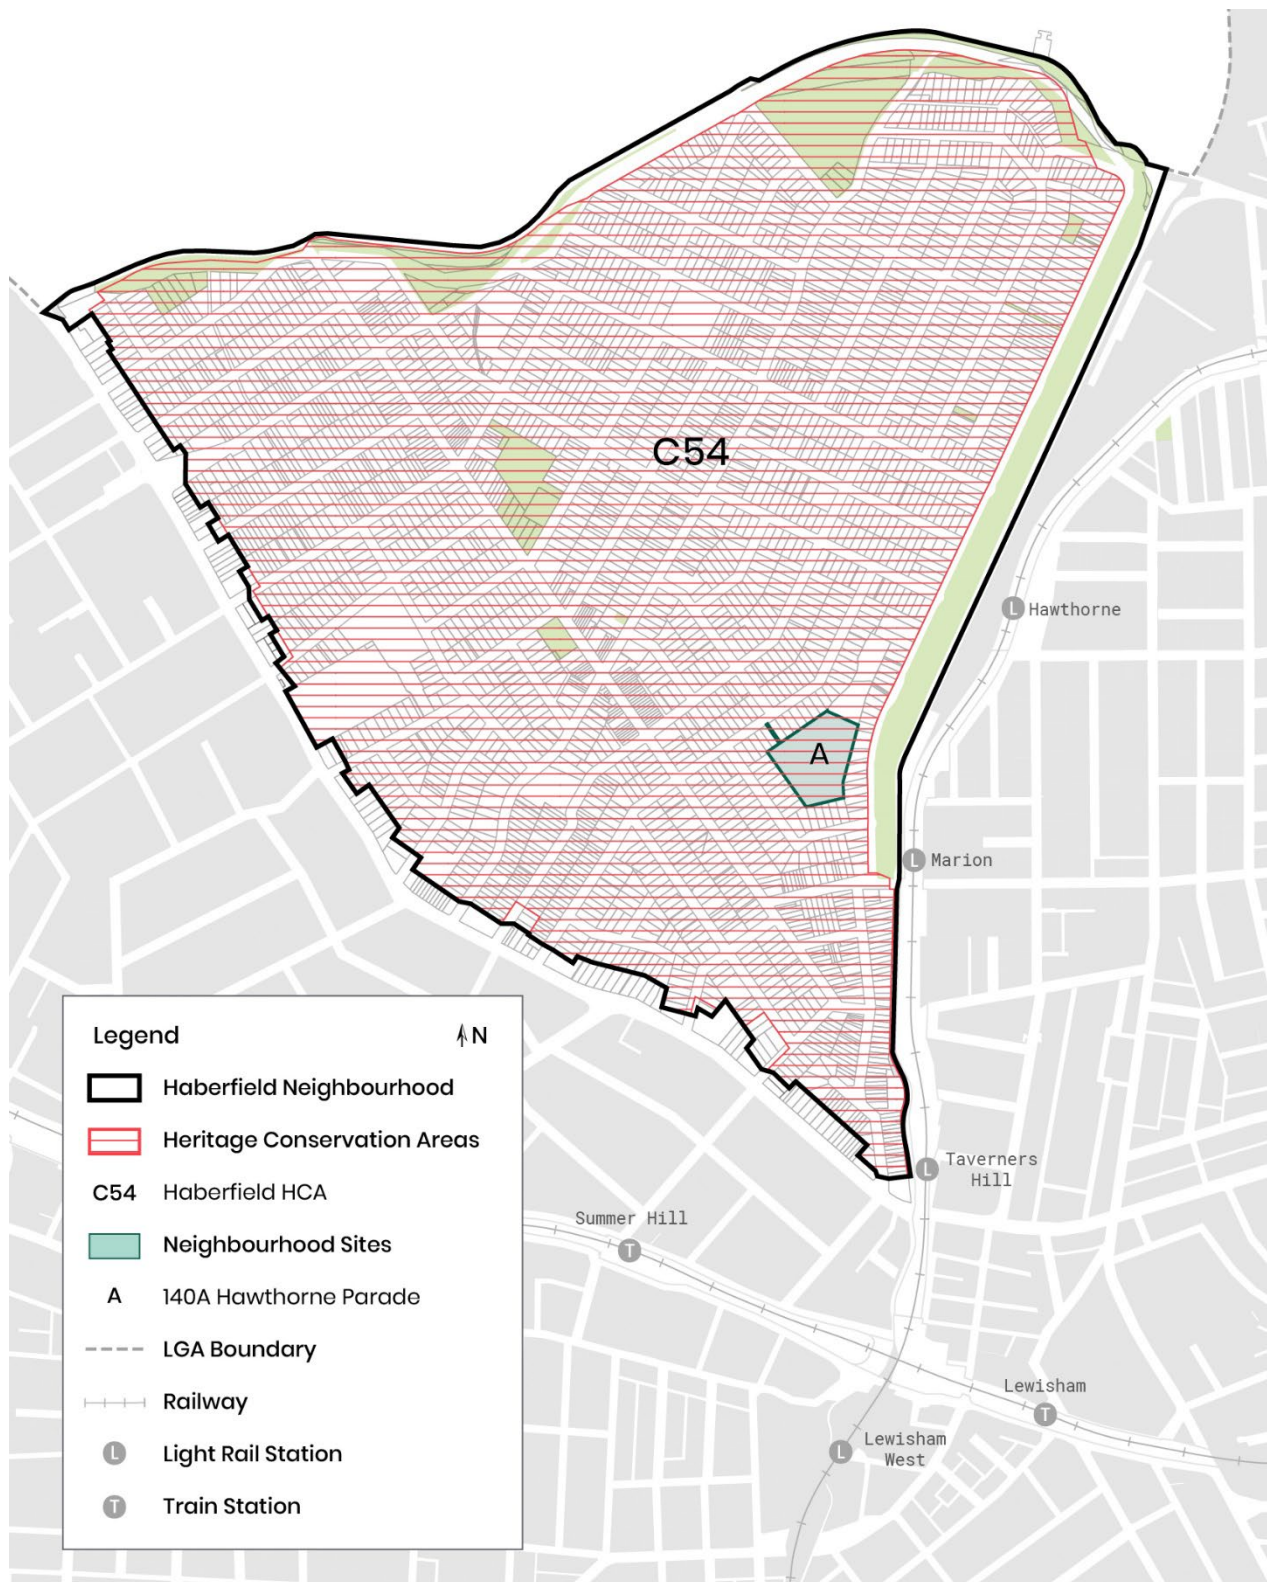 C54
L Hawthorne
A
L Marion
L Taverners
Hill
Summer Hill
T
Lewisham
T
L Lewisham
West
Legend
N
Haberfield Neighbourhood
Heritage Conservation Areas
C54 Haberfield HCA
Neighbourhood Sites
A 140A Hawthorne Parade
LGA Boundary
Railway
L Light Rail Station
T Train Station